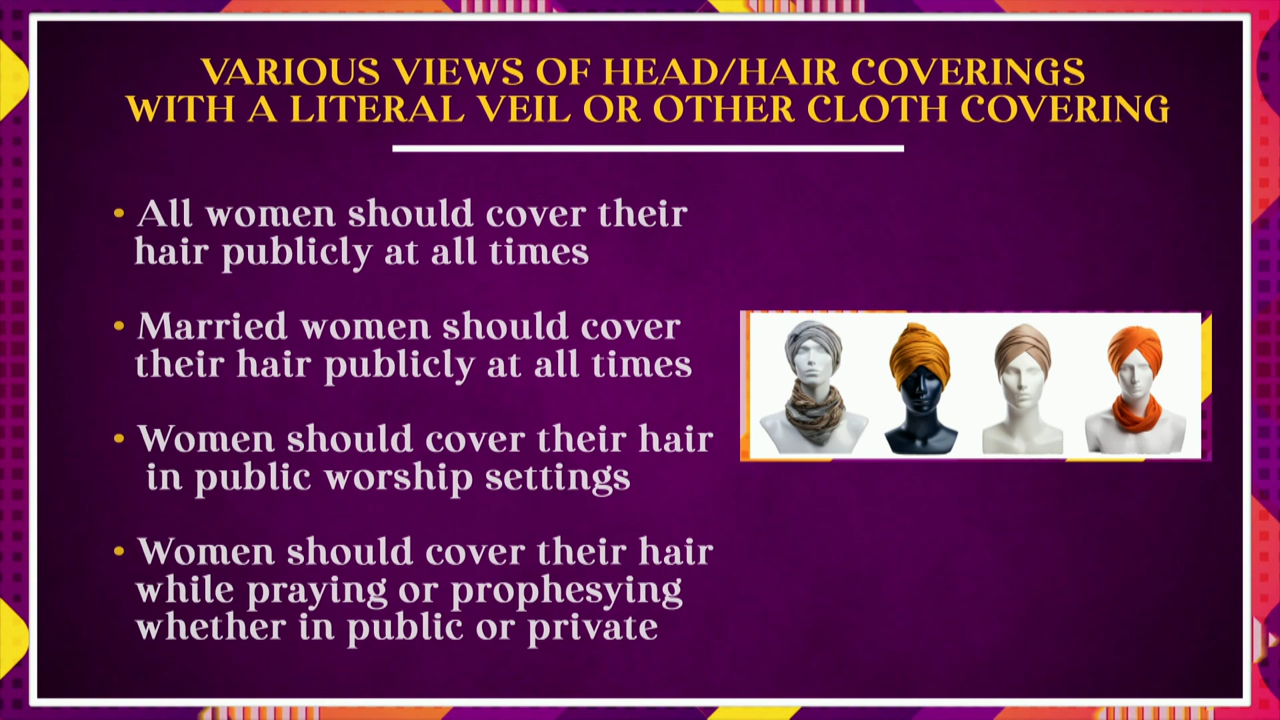 VARIOUS VIEWS OF HEAD/HAIR COVERINGS
WITH A LITERAL VEIL OR OTHER CLOTH COVERING
• All women should cover their
hair publicly at all times
• Married women should cover
their hair publicly at all times
• Women should cover their hair
in public worship settings
• Women should cover their hair
while praying or prophesying
whether in public or private